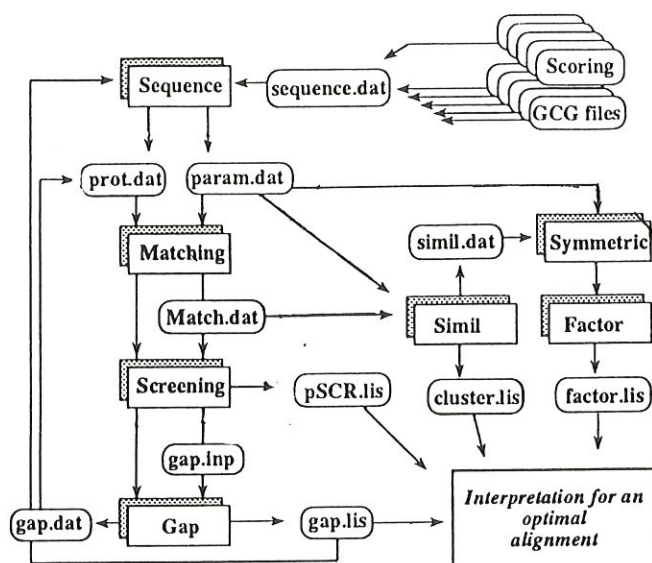 Scoring
Sequence
sequence.dat
GCG files
prot.dat
param.dat
Matching
simil.dat
Symmetric
Match.dat
Simil
Factor
Screening
pSCR.lis
cluster.lis
factor.lis
gap.inp
gap.dat
Gap
gap.lis
Interpretation for an
optimal
alignment